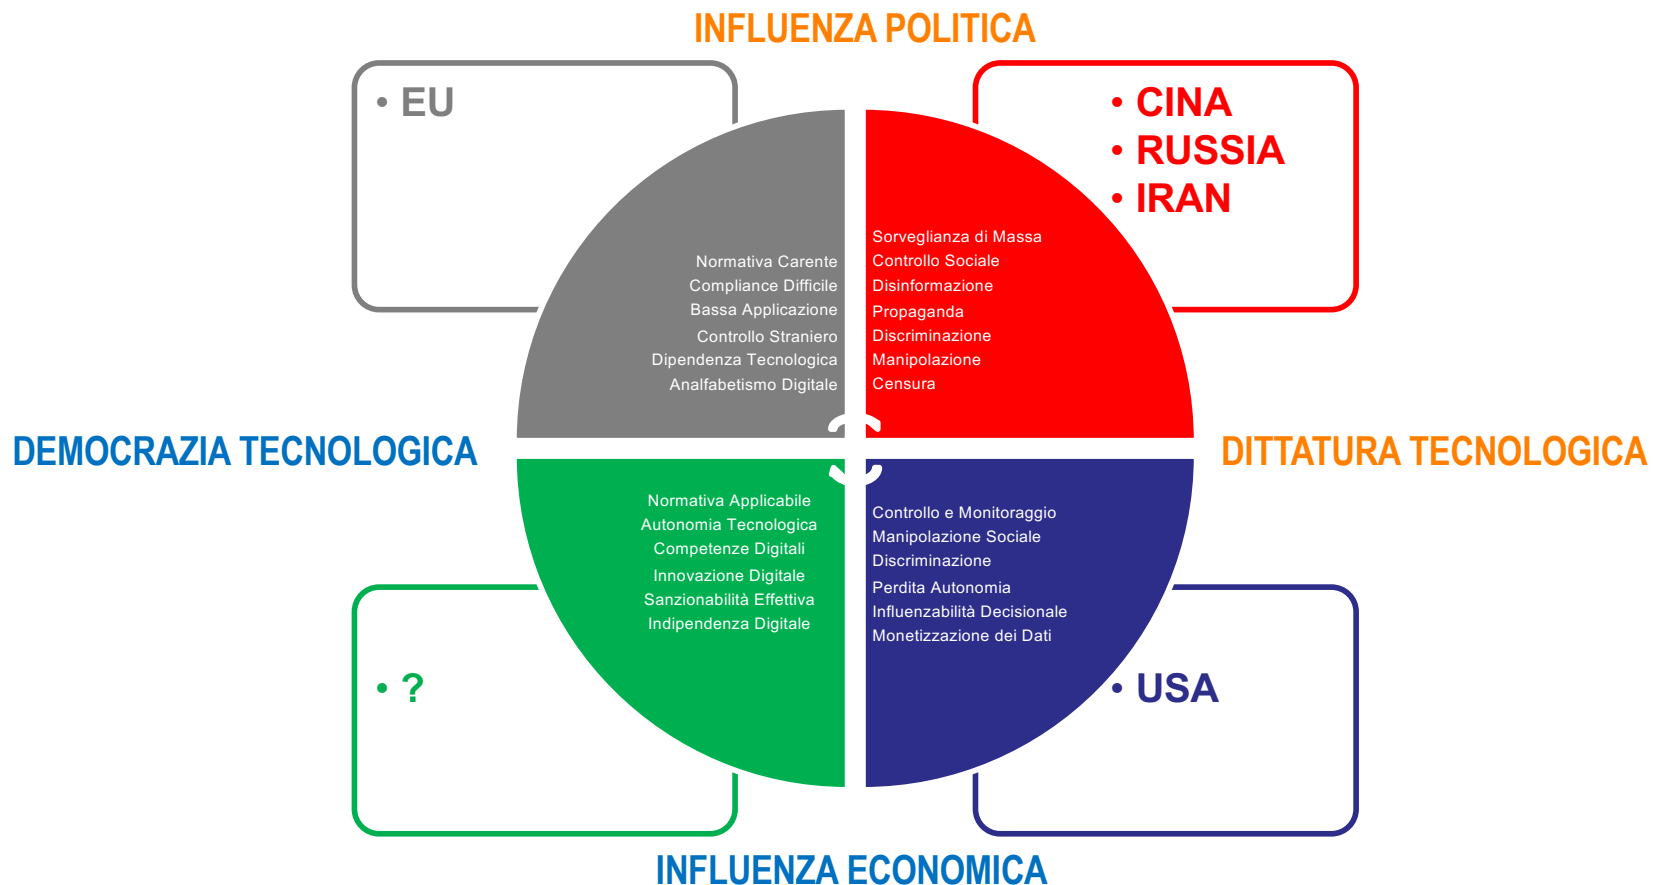 INFLUENZA POLITICA
• EU
• CINA
• RUSSIA
• IRAN
Normativa Carente
Compliance Difficile
Bassa Applicazione
Controllo Straniero
Dipendenza Tecnologica
Analfabetismo Digitale
Sorveglianza di Massa
Controllo Sociale
Disinformazione
Propaganda
Discriminazione
Manipolazione
Censura
DEMOCRAZIA TECNOLOGICA
DITTATURA TECNOLOGICA
Normativa Applicabile
Autonomia Tecnologica
Competenze Digitali
Innovazione Digitale
Sanzionabilità Effettiva
Indipendenza Digitale
Controllo e Monitoraggio
Manipolazione Sociale
Discriminazione
Perdita Autonomia
Influenzabilità Decisionale
Monetizzazione dei Dati
• ?
• USA
INFLUENZA ECONOMICA